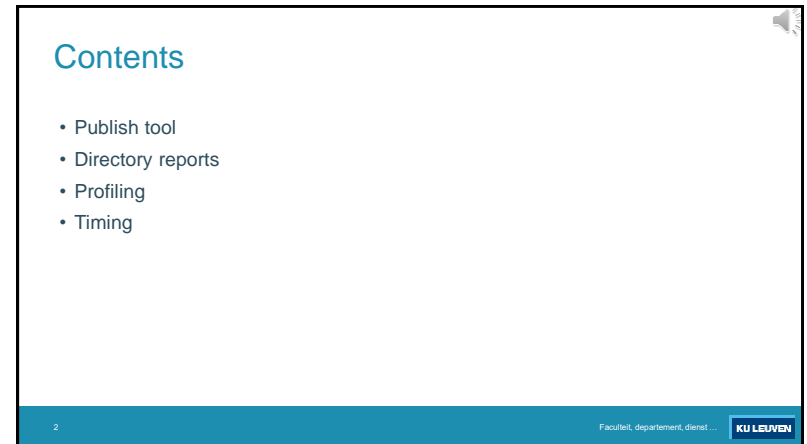 Contents
• Publish tool
• Directory reports
• Profiling
• Timing
2
Faculteit, departement, dienst ...
KU LEUVEN